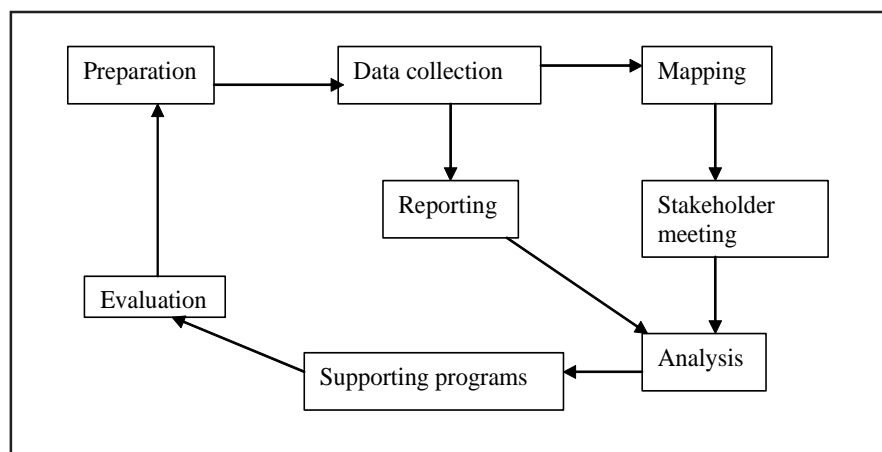 Preparation
Data collection
Mapping
Reporting
Stakeholder
meeting
Evaluation
Supporting programs
Analysis